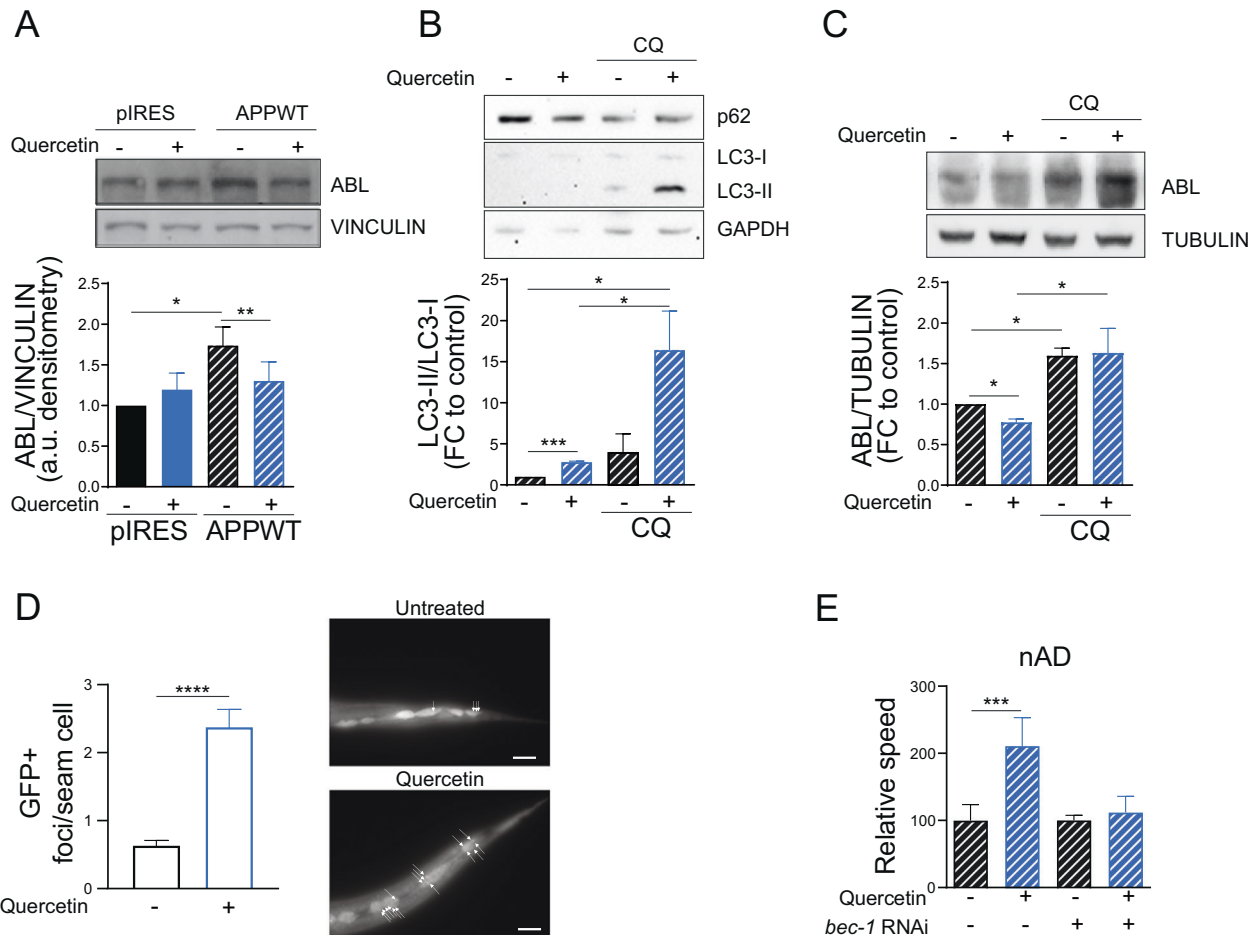 A
pIRES APPWT
Quercetin - + - +
ABL
VINCULIN
ABL/VINCULIN
(a.u. densitometry)
2.5
2.0
1.5
1.0
0.5
0.0
* **
Quercetin - + - +
pIRES APPWT
B
CQ
Quercetin - + - +
p62
LC3-I
LC3-II
GAPDH
LC3-II/LC3-I
(FC to control)
25
20
15
10
5
0
*
*
***
Quercetin - + - +
CQ
C
CQ
Quercetin - + - +
ABL
TUBULIN
ABL/TUBULIN
(FC to control)
2.5
2.0
1.5
1.0
0.5
0.0
*
*
*
Quercetin - + - +
CQ
D
GFP+
foci/seam cell
3
2
1
0
****
Quercetin - +
Untreated
Quercetin
E
nAD
Relative speed
300
200
100
0
***
Quercetin - + - +
bec-1 RNAi - - + +